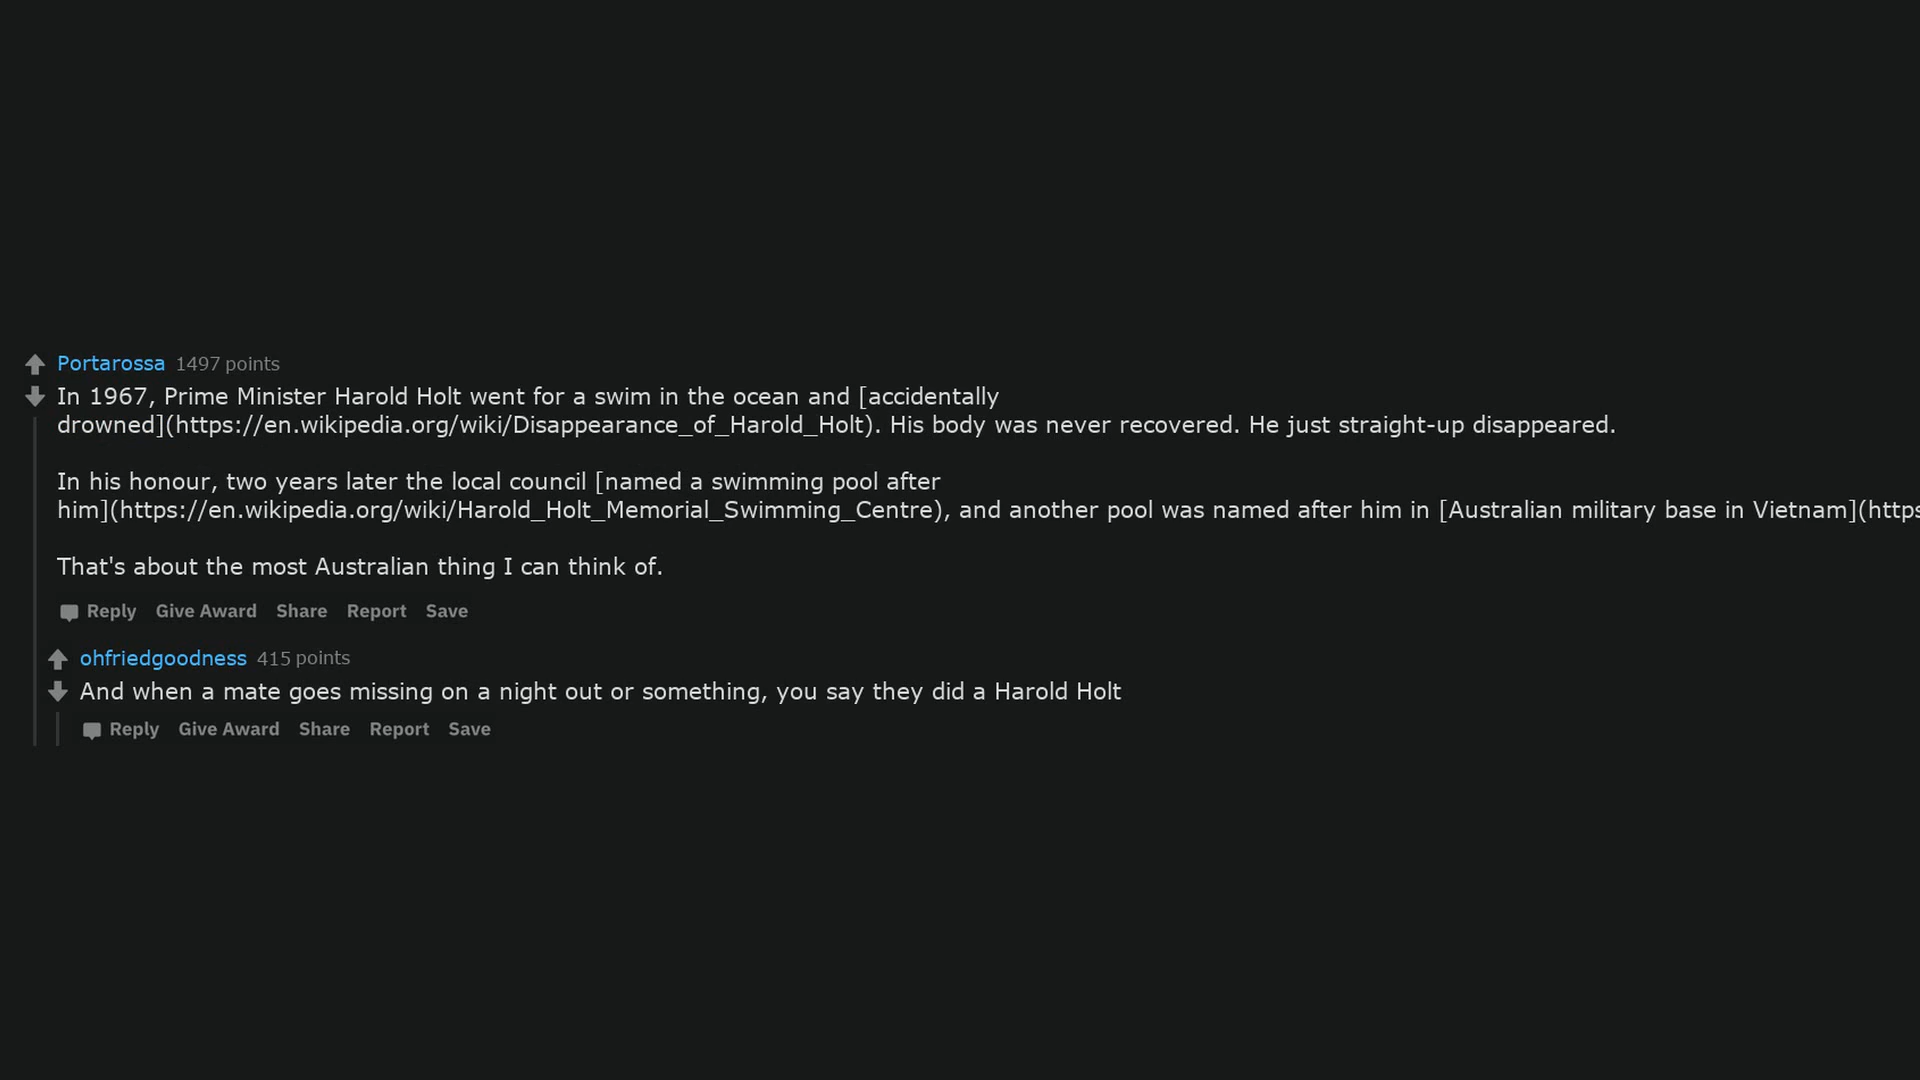 Portarossa 1497 points
In 1967, Prime Minister Harold Holt went for a swim in the ocean and [accidentally
drowned](https://en.wikipedia.org/wiki/Disappearance_of_Harold_Holt). His body was never recovered. He just straight-up disappeared.
In his honour, two years later the local council [named a swimming pool after
him](https://en.wikipedia.org/wiki/Harold_Holt_Memorial_Swimming_Centre), and another pool was named after him in [Australian military base in Vietnam](https
That's about the most Australian thing I can think of.
Reply Give Award Share Report Save
ohfriedgoodness 415 points
And when a mate goes missing on a night out or something, you say they did a Harold Holt
Reply Give Award Share Report Save